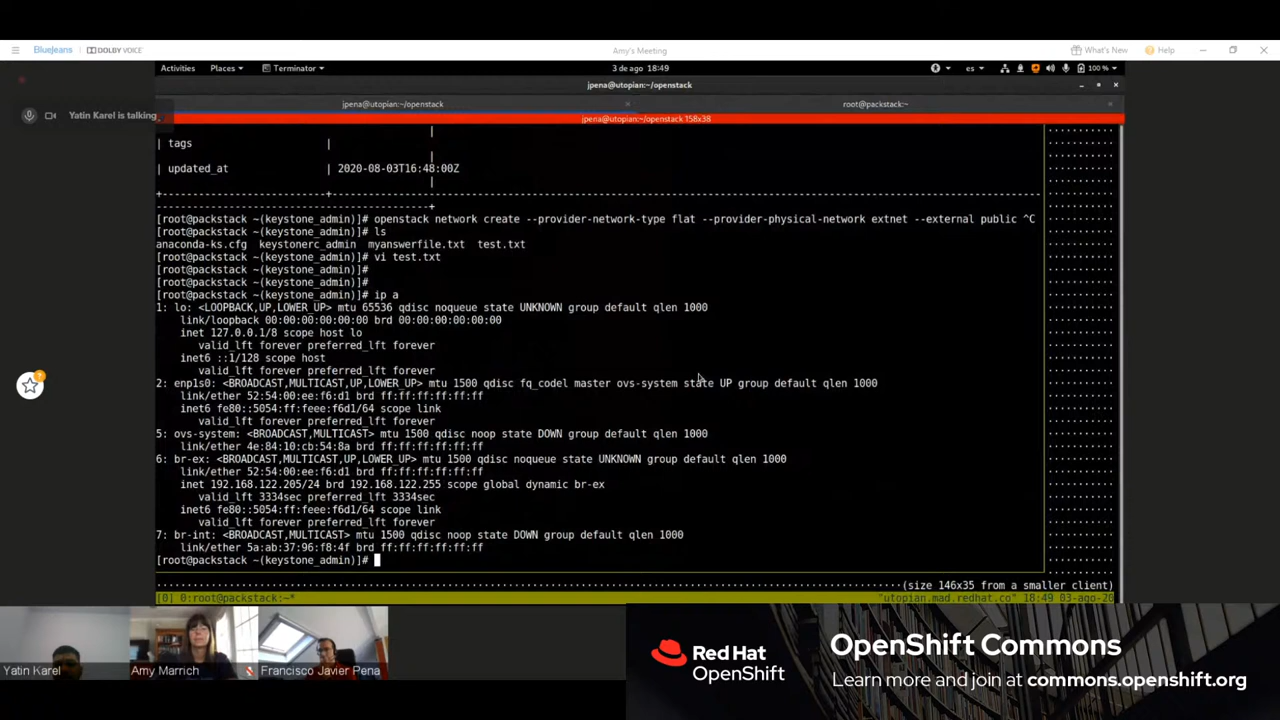 BlueJeans DOLBY VOICE
Amy's Meeting
What's New
Help
Activities Places Terminator
3 de ago 18:49
es 100 %
jpena@utopian:~/openstack
jpena@utopian:~/openstack
root@packstack:~
jpena@utopian:~/openstack 158x38
Yatin Karel is talking
| |
| tags |
| |
| updated_at | 2020-08-03T16:48:00Z
|
[root@packstack ~(keystone_admin)]# openstack network create --provider-network-type flat --provider-physical-network extnet --external public ^C
[root@packstack ~(keystone_admin)]# ls
anaconda-ks.cfg keystonerc_admin myanswerfile.txt test.txt
[root@packstack ~(keystone_admin)]# vi test.txt
[root@packstack ~(keystone_admin)]#
[root@packstack ~(keystone_admin)]#
[root@packstack ~(keystone_admin)]# ip a
1: lo: <LOOPBACK,UP,LOWER_UP> mtu 65536 qdisc noqueue state UNKNOWN group default qlen 1000
link/loopback 00:00:00:00:00:00 brd 00:00:00:00:00:00
inet 127.0.0.1/8 scope host lo
valid_lft forever preferred_lft forever
inet6 ::1/128 scope host
valid_lft forever preferred_lft forever
2: enp1s0: <BROADCAST,MULTICAST,UP,LOWER_UP> mtu 1500 qdisc fq_codel master ovs-system state UP group default qlen 1000
link/ether 52:54:00:ee:f6:d1 brd ff:ff:ff:ff:ff:ff
inet6 fe80::5054:ff:feee:f6d1/64 scope link
valid_lft forever preferred_lft forever
5: ovs-system: <BROADCAST,MULTICAST> mtu 1500 qdisc noop state DOWN group default qlen 1000
link/ether 4e:84:10:cb:54:8a brd ff:ff:ff:ff:ff:ff
6: br-ex: <BROADCAST,MULTICAST,UP,LOWER_UP> mtu 1500 qdisc noqueue state UNKNOWN group default qlen 1000
link/ether 52:54:00:ee:f6:d1 brd ff:ff:ff:ff:ff:ff
inet 192.168.122.205/24 brd 192.168.122.255 scope global dynamic br-ex
valid_lft 3334sec preferred_lft 3334sec
inet6 fe80::5054:ff:feee:f6d1/64 scope link
valid_lft forever preferred_lft forever
7: br-int: <BROADCAST,MULTICAST> mtu 1500 qdisc noop state DOWN group default qlen 1000
link/ether 5a:ab:37:96:f8:4f brd ff:ff:ff:ff:ff:ff
[root@packstack ~(keystone_admin)]#
(size 146x35 from a smaller client)
[0] 0:root@packstack:~* "utopian.mad.redhat.co" 18:49 03-ago-20
Yatin Karel
Amy Marrich
Francisco Javier Pena
Red Hat
OpenShift
OpenShift Commons
Learn more and join at commons.openshift.org